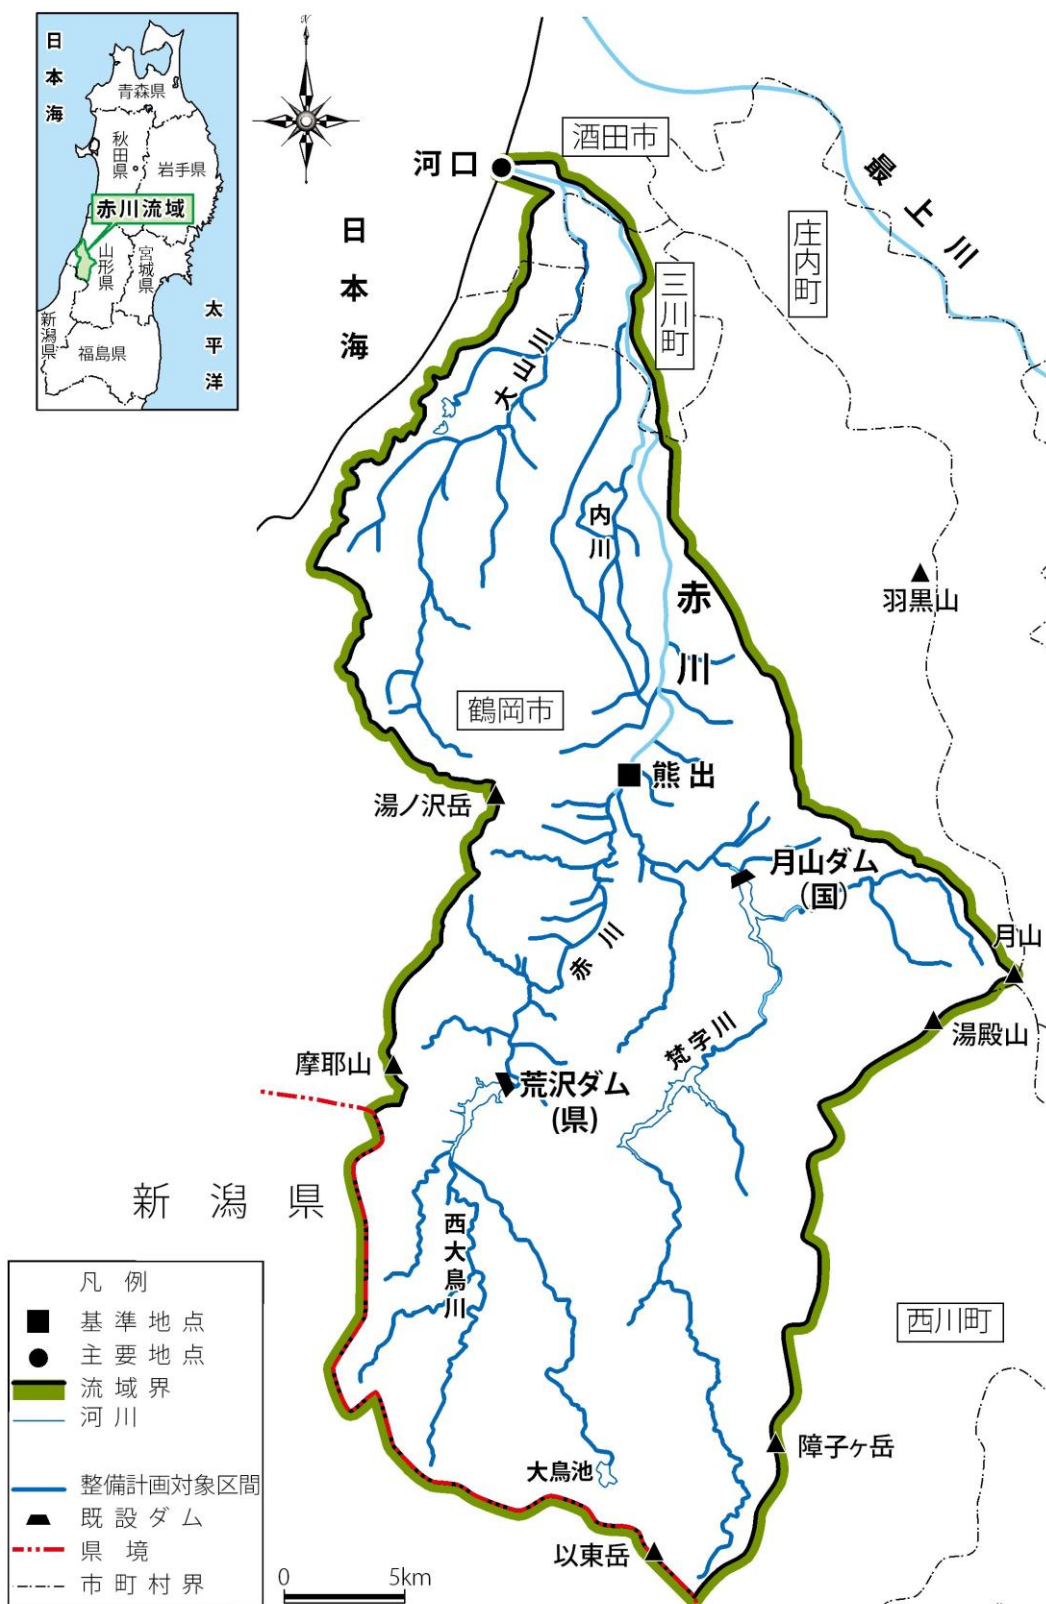 日本海
青森県
秋田県
岩手県
赤川流域
山形県
宮城県
新潟県
福島県
太平洋
N
河口
酒田市
最上川
日本海
庄内町
三川町
大山川
内川
赤川
羽黒山
鶴岡市
熊出
湯ノ沢岳
月山ダム
(国)
赤川
月山
湯殿山
梵字川
摩耶山
荒沢ダム
(県)
新潟県
西大鳥川
西川町
障子ヶ岳
大鳥池
以東岳
凡例
基準地点
主要地点
流域界
河川
整備計画対象区間
既設ダム
県境
市町村界
0 5km